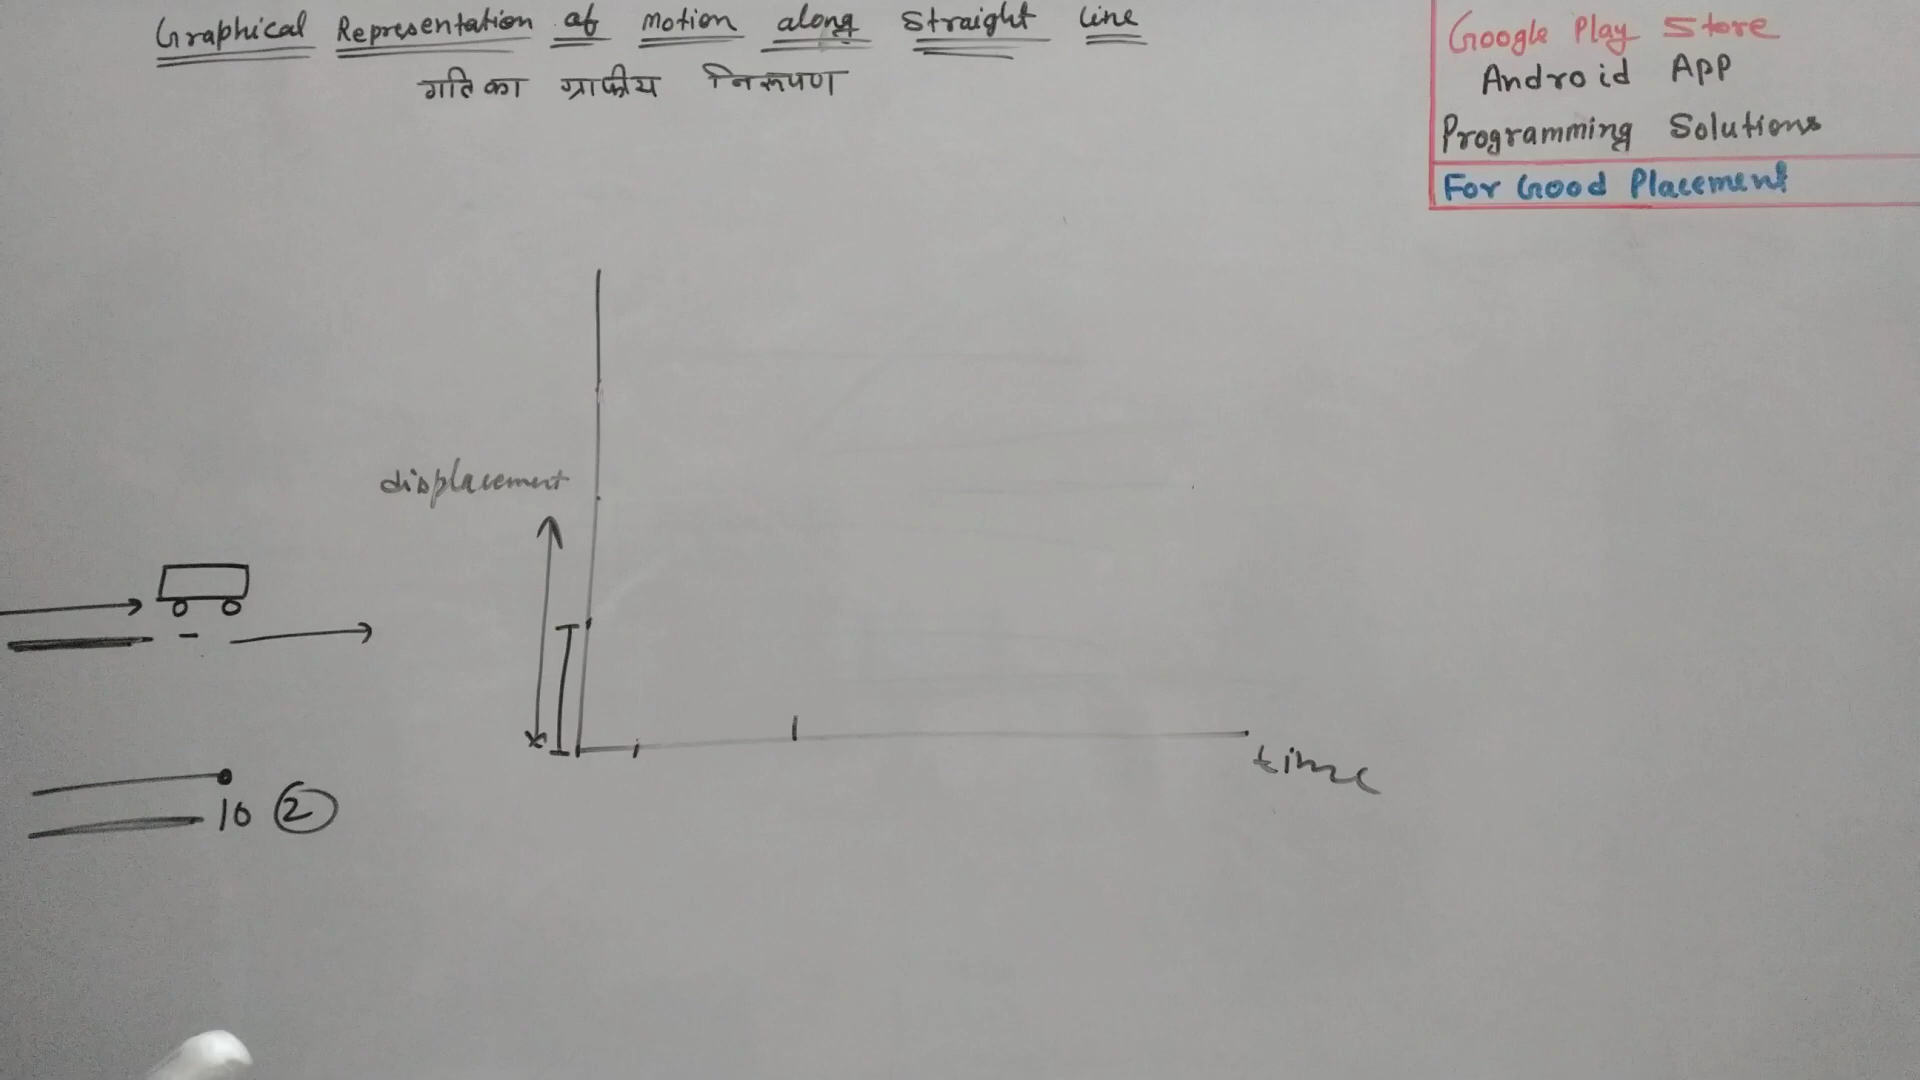 Graphical Representation of motion along Straight line
गति का ग्राफीय निरूपण
Google Play Store
Android App
Programming Solutions
For Good Placement
displacement
time
10 2